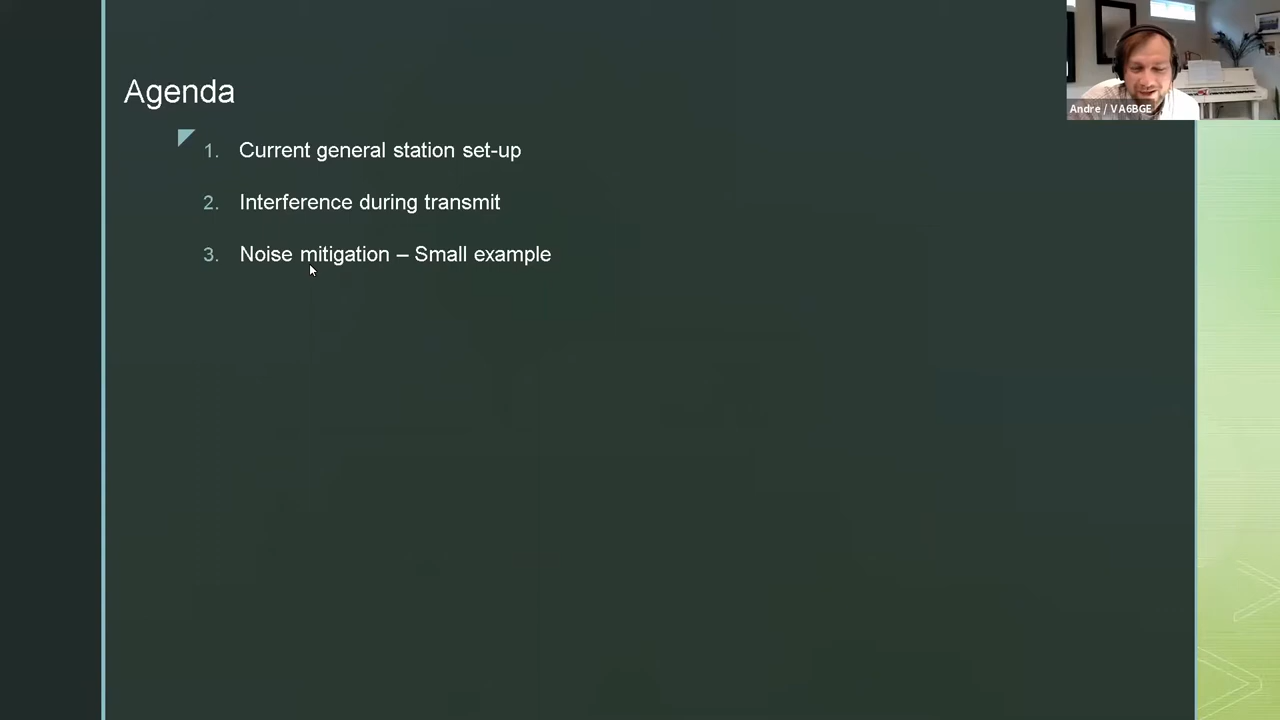 Agenda
1. Current general station set-up
2. Interference during transmit
3. Noise mitigation – Small example
Andre / VA6BGE